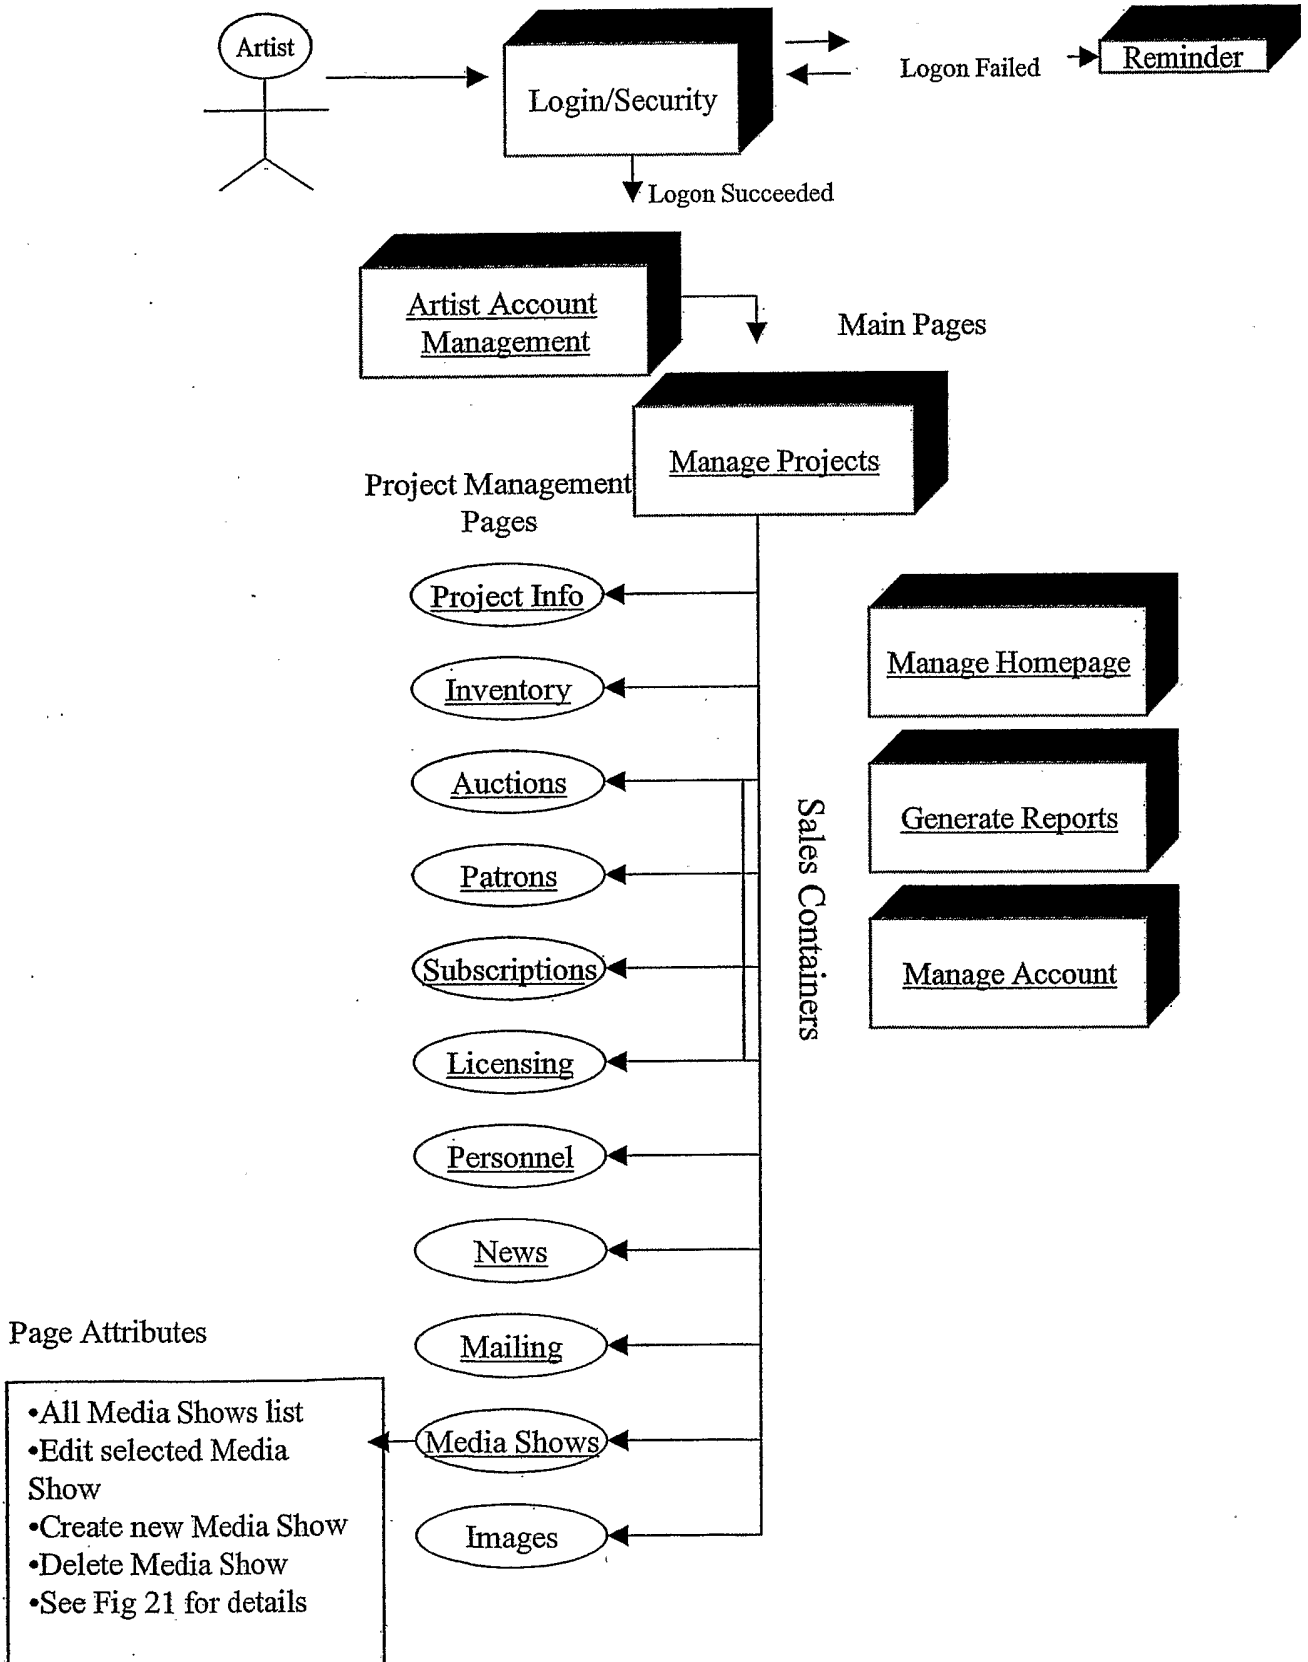 Artist
Login/Security
Logon Failed
Reminder
Logon Succeeded
Artist Account
Management
Main Pages
Manage Projects
Project Management
Pages
Project Info
Inventory
Auctions
Patrons
Subscriptions
Licensing
Personnel
News
Mailing
Media Shows
Images
Sales Containers
Manage Homepage
Generate Reports
Manage Account
Page Attributes
•All Media Shows list
•Edit selected Media
Show
•Create new Media Show
•Delete Media Show
•See Fig 21 for details